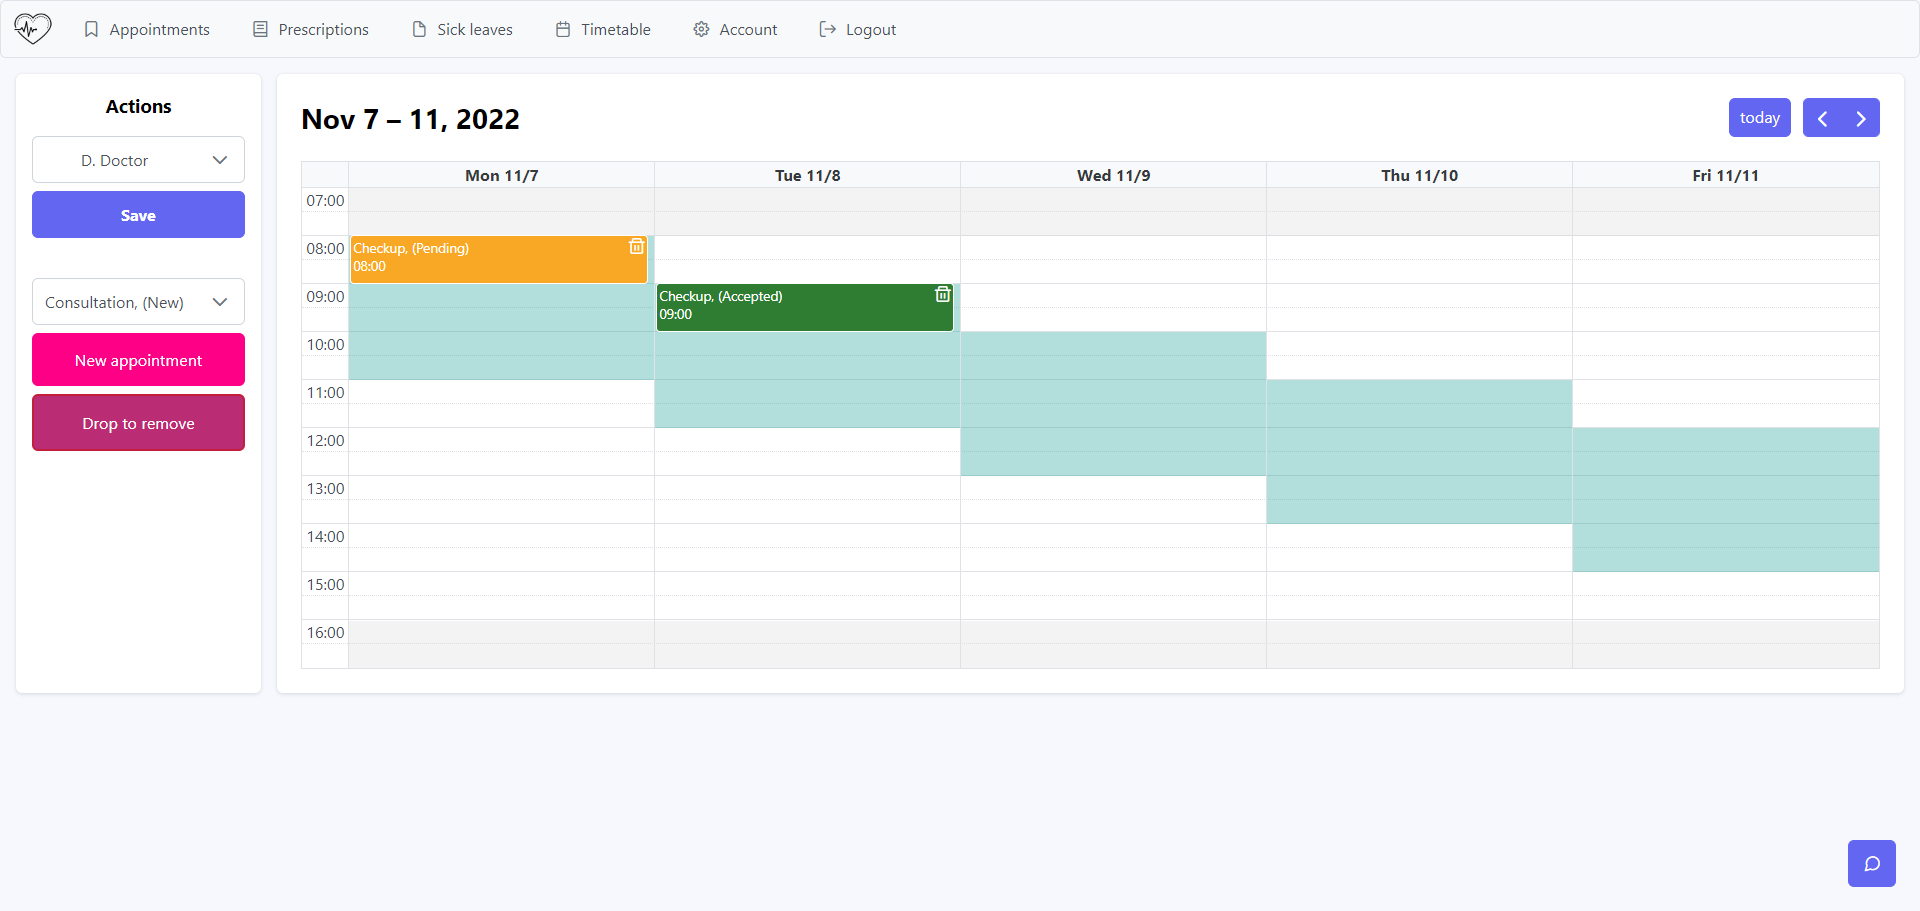 Appointments
Prescriptions
Sick leaves
Timetable
Account
Logout
Actions
D. Doctor
Save
Consultation, (New)
New appointment
Drop to remove
Nov 7 – 11, 2022
today
Mon 11/7
Tue 11/8
Wed 11/9
Thu 11/10
Fri 11/11
07:00
08:00
Checkup, (Pending)
08:00
09:00
Checkup, (Accepted)
09:00
10:00
11:00
12:00
13:00
14:00
15:00
16:00